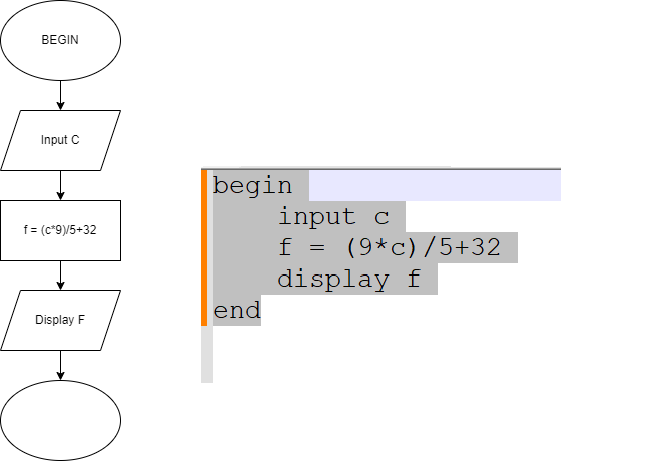 BEGIN
Input C
f = (c*9)/5+32
Display F
begin
input c
f = (9*c)/5+32
display f
end